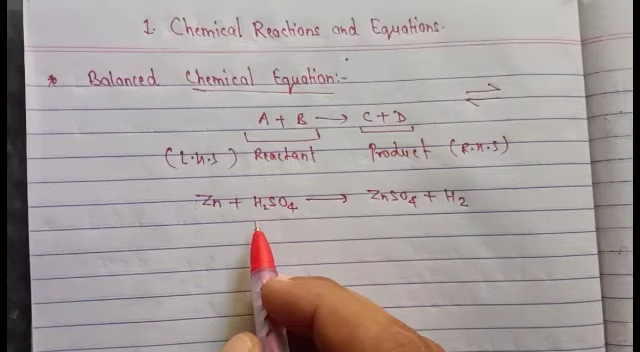 1. Chemical Reactions and Equations.
* Balanced Chemical Equation:-
A + B → C + D ⇌
(L.H.S) Reactant Product (R.H.S)
Zn + H₂SO₄ → ZnSO₄ + H₂